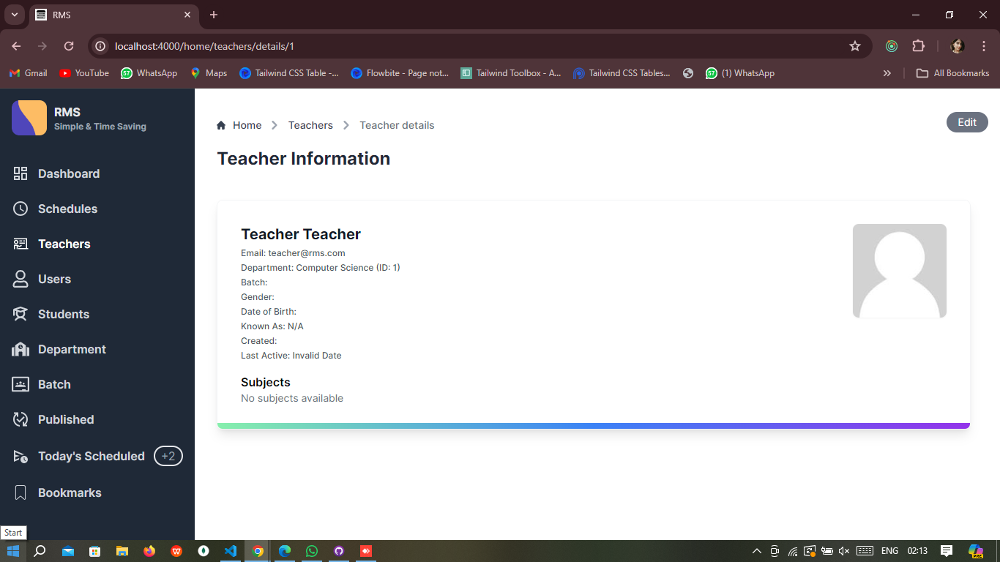 RMS
localhost:4000/home/teachers/details/1
Gmail
YouTube
WhatsApp
Maps
Tailwind CSS Table -...
Flowbite - Page not...
Tailwind Toolbox - A...
Tailwind CSS Tables...
(1) WhatsApp
All Bookmarks
RMS
Simple & Time Saving
Dashboard
Schedules
Teachers
Users
Students
Department
Batch
Published
Today's Scheduled +2
Bookmarks
Home
Teachers
Teacher details
Edit
Teacher Information
Teacher Teacher
Email: teacher@rms.com
Department: Computer Science (ID: 1)
Batch:
Gender:
Date of Birth:
Known As: N/A
Created:
Last Active: Invalid Date
Subjects
No subjects available
Start
ENG
02:13
PRE